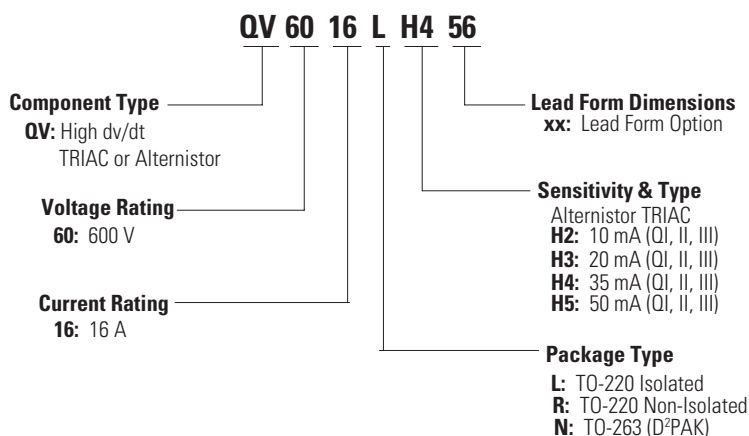 QV 60 16 L H4 56
Component Type
QV: High dv/dt
TRIAC or Alternistor
Voltage Rating
60: 600 V
Current Rating
16: 16 A
Lead Form Dimensions
xx: Lead Form Option
Sensitivity & Type
Alternistor TRIAC
H2: 10 mA (QI, II, III)
H3: 20 mA (QI, II, III)
H4: 35 mA (QI, II, III)
H5: 50 mA (QI, II, III)
Package Type
L: TO-220 Isolated
R: TO-220 Non-Isolated
N: TO-263 (D²PAK)